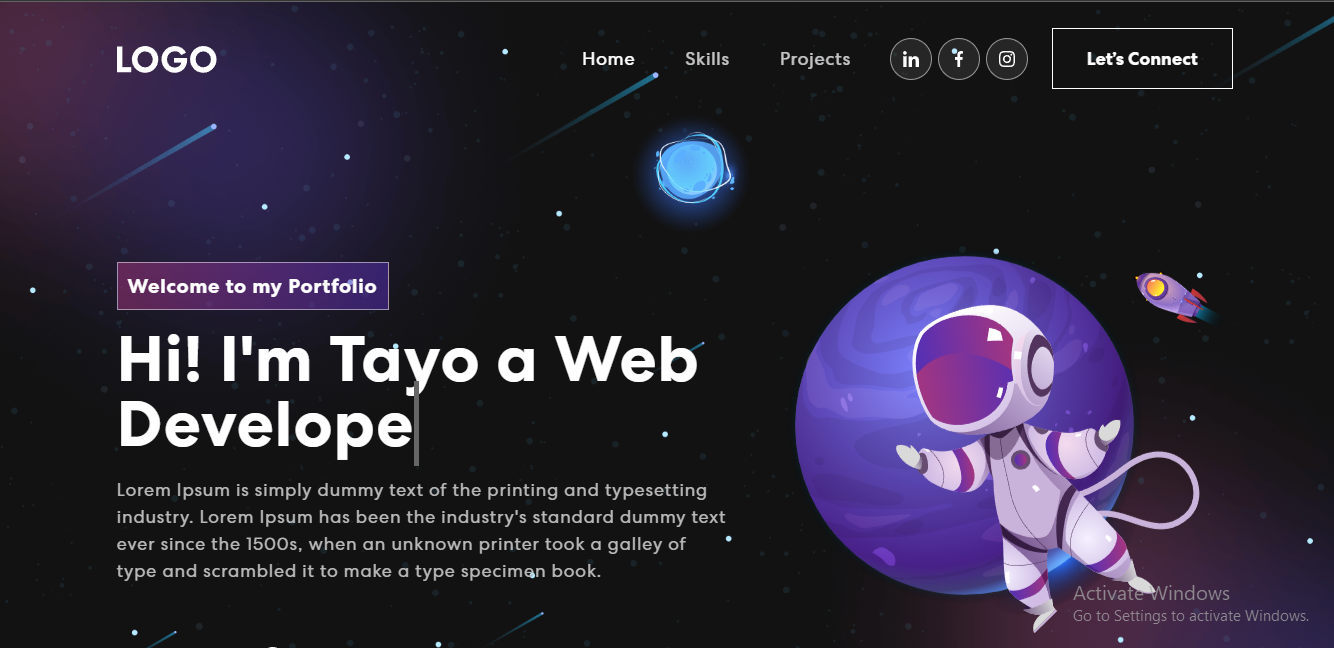 LOGO
Home
Skills
Projects
in
f
Let's Connect
Welcome to my Portfolio
Hi! I'm Tayo a Web
Develope
Lorem Ipsum is simply dummy text of the printing and typesetting
industry. Lorem Ipsum has been the industry's standard dummy text
ever since the 1500s, when an unknown printer took a galley of
type and scrambled it to make a type specimen book.
Activate Windows
Go to Settings to activate Windows.